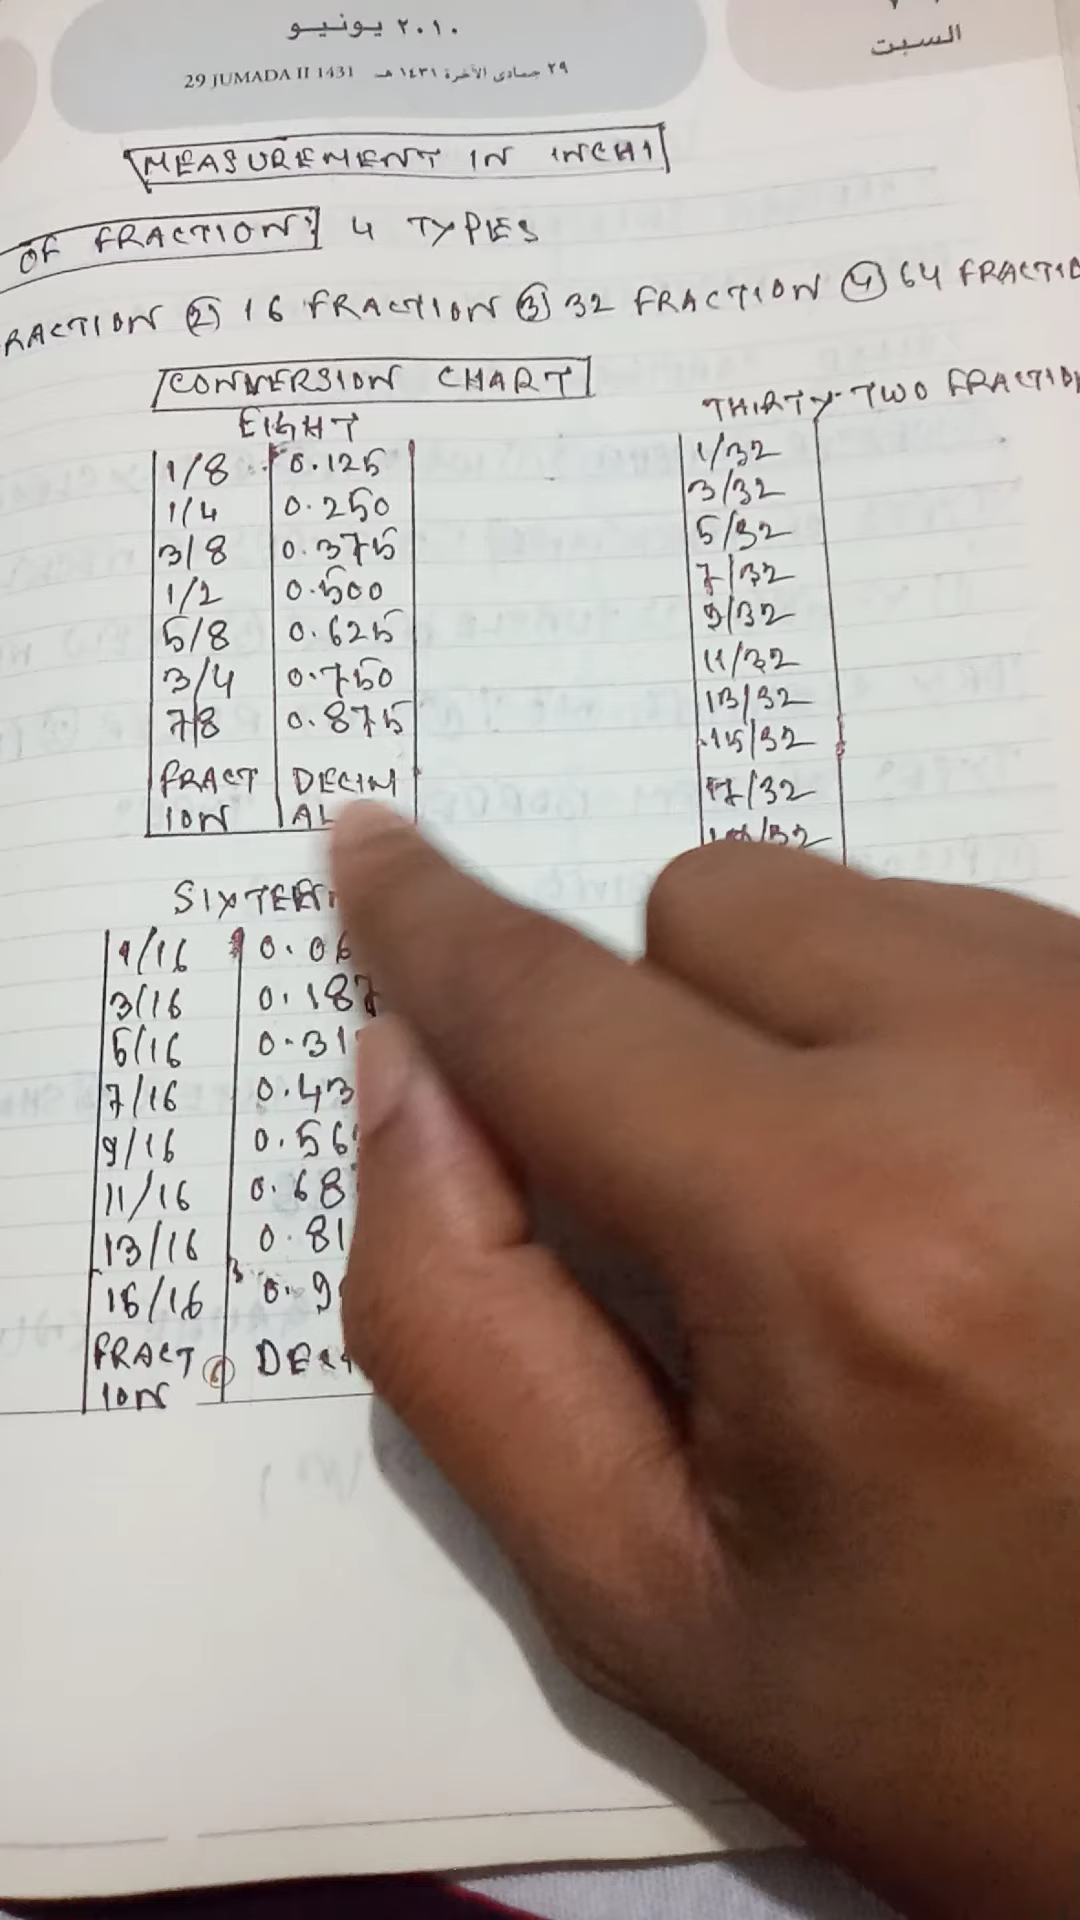 ٢٠١٠ يونيو
السبت
29 JUMADA II 1431 ٢٩ جمادى الآخرة ١٤٣١ هـ
MEASUREMENT IN INCH
OF FRACTION: 4 TYPES
RACTION ② 16 FRACTION ③ 32 FRACTION ④ 64 FRACTIO
CONVERSION CHART
EIGHT
1/8 0.125
1/4 0.250
3/8 0.375
1/2 0.500
5/8 0.625
3/4 0.750
7/8 0.875
FRACT DECIM
ION AL
SIXTEEN
1/16 0.06
3/16 0.187
5/16 0.31
7/16 0.43
9/16 0.56
11/16 0.68
13/16 0.81
15/16 0.9
FRACT DECI
ION
THIRTY-TWO FRACTION
1/32
3/32
5/32
7/32
9/32
11/32
13/32
15/32
17/32